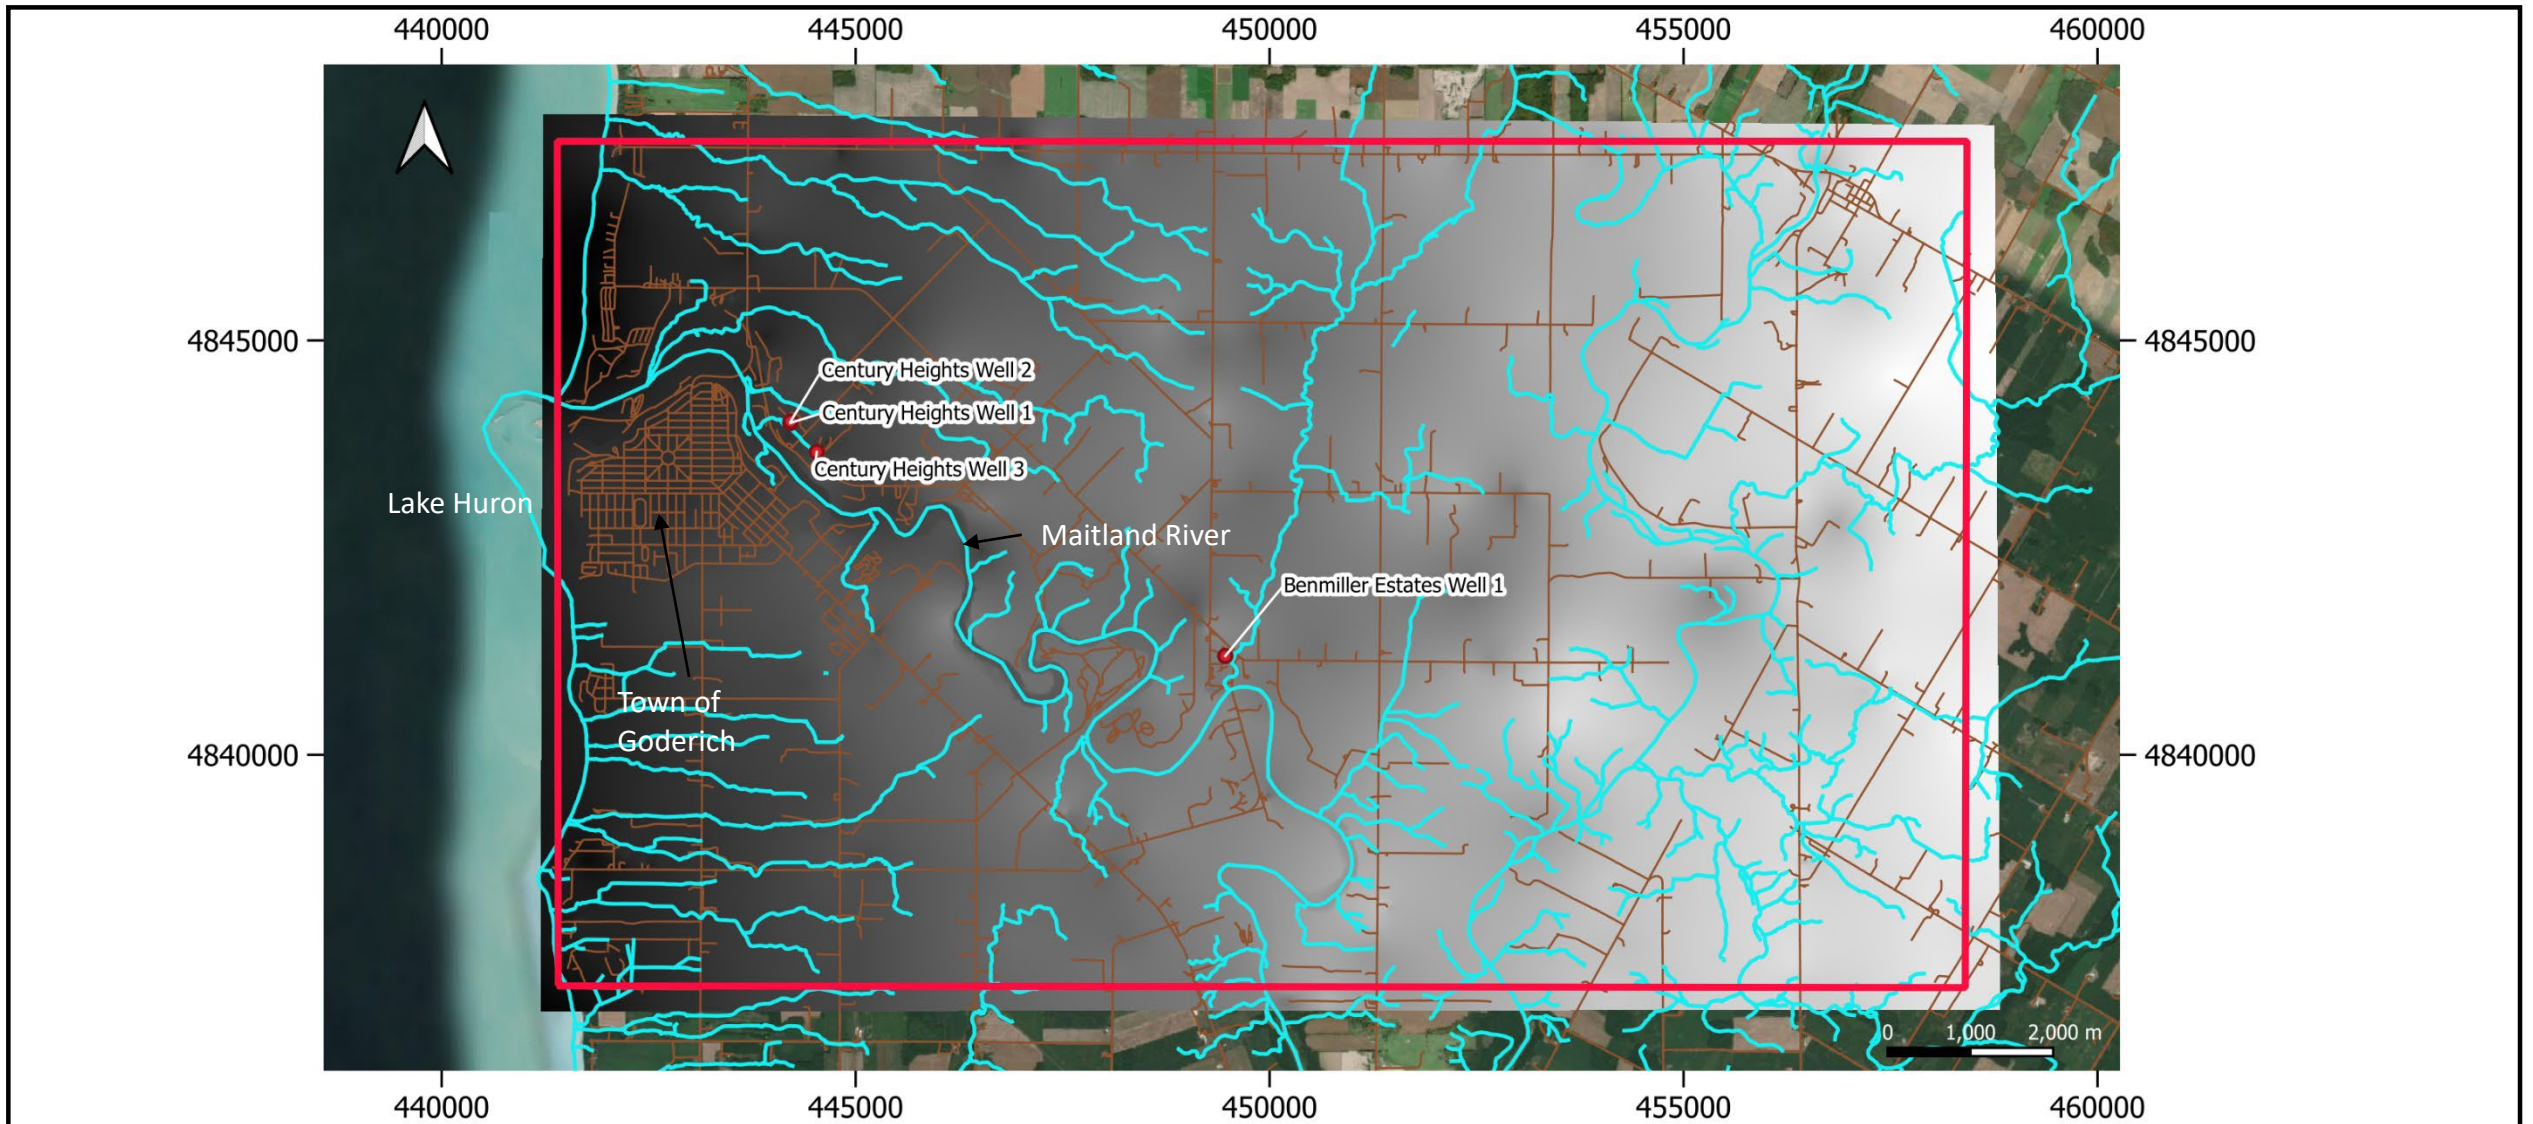 440000
445000
450000
455000
460000
4845000
4845000
Century Heights Well 2
Century Heights Well 1
Century Heights Well 3
Lake Huron
Maitland River
Benmiller Estates Well 1
Town of
Goderich
4840000
4840000
0 1,000 2,000 m
440000
445000
450000
455000
460000